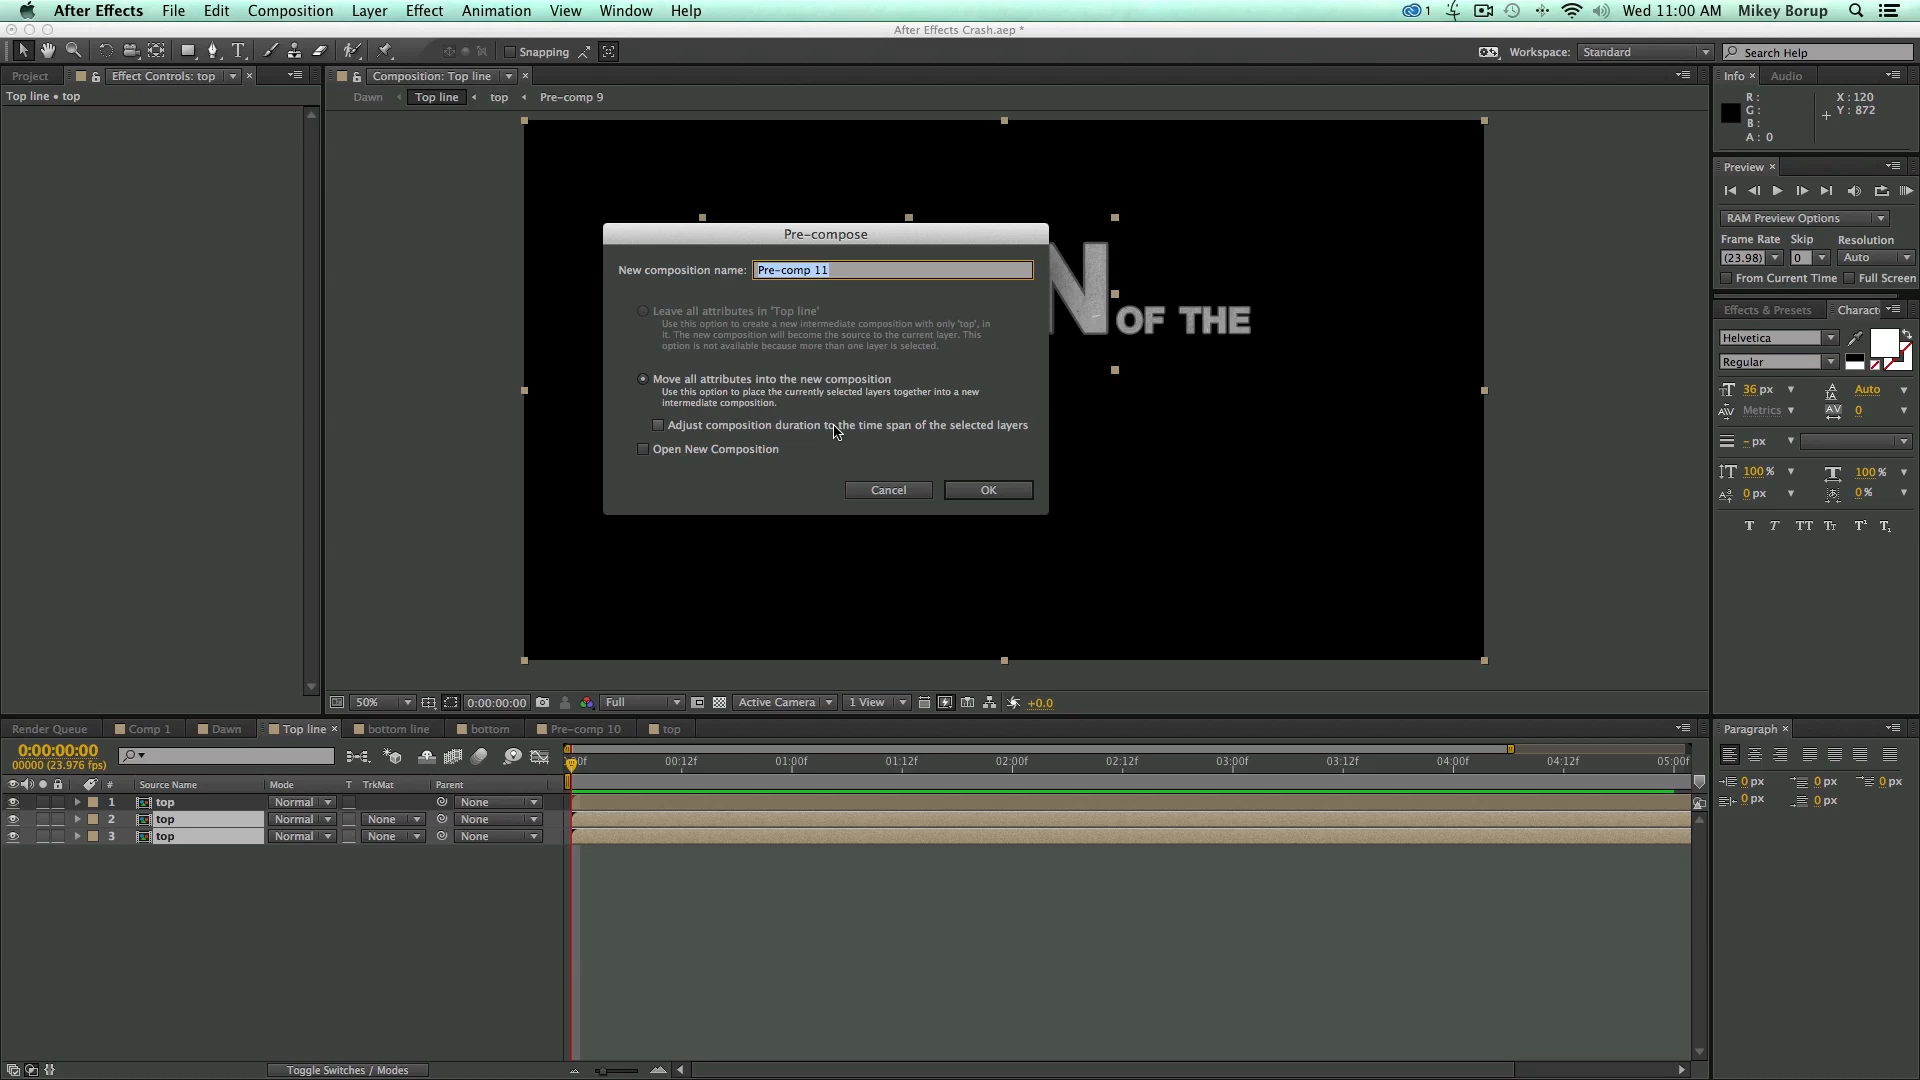 After Effects File Edit Composition Layer Effect Animation View Window Help 1 Wed 11:00 AM Mikey Borup
After Effects Crash.aep *
Snapping Workspace: Standard Search Help
Project Effect Controls: top × Composition: Top line × Info × Audio
Top line • top
Dawn Top line top Pre-comp 9
R: X : 120
G: Y : 872
B:
A: 0
Preview ×
RAM Preview Options
Frame Rate Skip Resolution
(23.98) 0 Auto
From Current Time Full Screen
Effects & Presets Charact
Helvetica
Regular
36 px Auto
Metrics 0
- px
100 % 100 %
0 px 0 %
T T TT Tт T¹ T₁
N OF THE
Pre-compose
New composition name: Pre-comp 11
Leave all attributes in 'Top line'
Use this option to create a new intermediate composition with only 'top', in
it. The new composition will become the source to the current layer. This
option is not available because more than one layer is selected.
Move all attributes into the new composition
Use this option to place the currently selected layers together into a new
intermediate composition.
Adjust composition duration to the time span of the selected layers
Open New Composition
Cancel OK
50% 0:00:00:00 Full Active Camera 1 View +0.0
Render Queue Comp 1 Dawn Top line × bottom line bottom Pre-comp 10 top
0:00:00:00
00000 (23.976 fps)
:00f 00:12f 01:00f 01:12f 02:00f 02:12f 03:00f 03:12f 04:00f 04:12f 05:00f
# Source Name Mode T TrkMat Parent
1 top Normal None
2 top Normal None None
3 top Normal None None
Toggle Switches / Modes
Paragraph ×
0 px 0 px 0 px
0 px 0 px